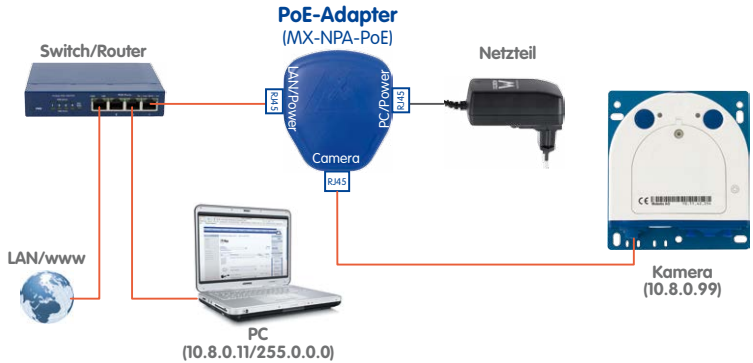 PoE-Adapter
(MX-NPA-PoE)
Switch/Router
Netzteil
RJ45
LAN/Power
PC/Power
RJ45
Camera
RJ45
LAN/www
PC
(10.8.0.11/255.0.0.0)
Kamera
(10.8.0.99)